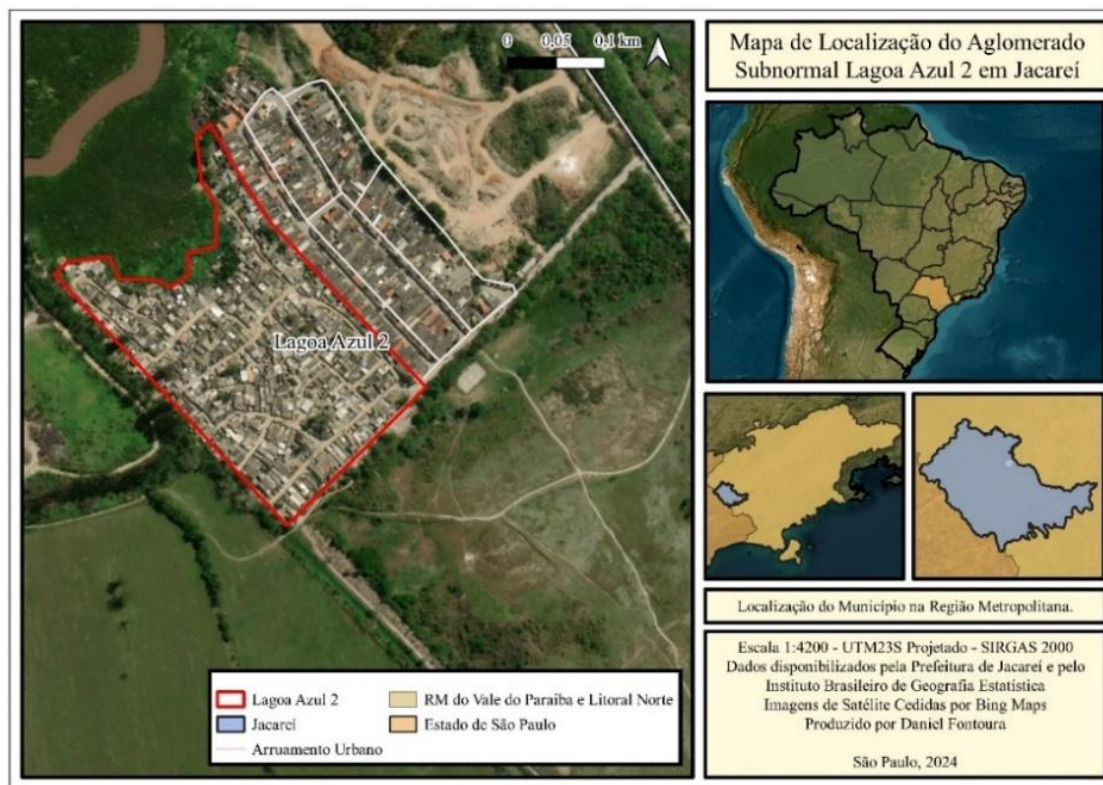 0 0,05 0,1 km
Lagoa Azul 2
Lagoa Azul 2
RM do Vale do Paraiba e Litoral Norte
Jacareí
Estado de São Paulo
Arruamento Urbano
Mapa de Localização do Aglomerado
Subnormal Lagoa Azul 2 em Jacareí
Localização do Município na Região Metropolitana.
Escala 1:4200 - UTM23S Projetado - SIRGAS 2000
Dados disponibilizados pela Prefeitura de Jacareí e pelo
Instituto Brasileiro de Geografia Estatística
Imagens de Satélite Cedidas por Bing Maps
Produzido por Daniel Fontoura
São Paulo, 2024